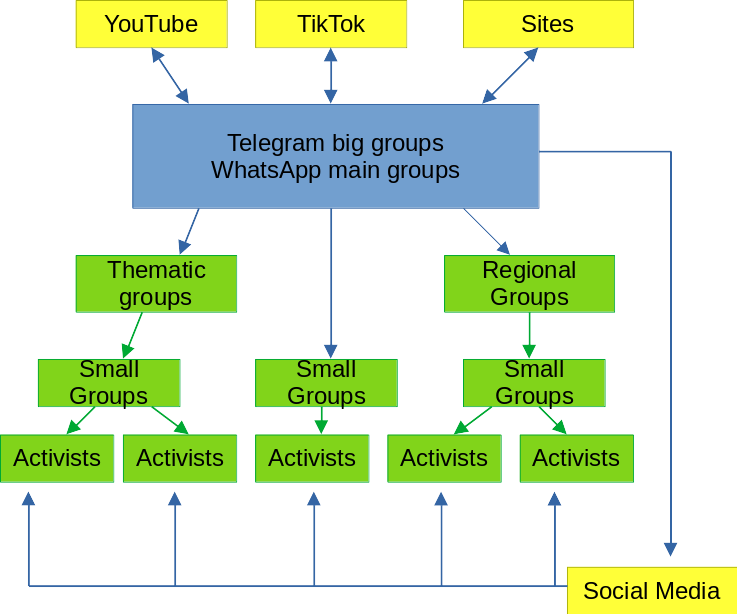 YouTube
TikTok
Sites
Telegram big groups
WhatsApp main groups
Thematic
groups
Regional
Groups
Small
Groups
Small
Groups
Small
Groups
Activists
Activists
Activists
Activists
Activists
Social Media